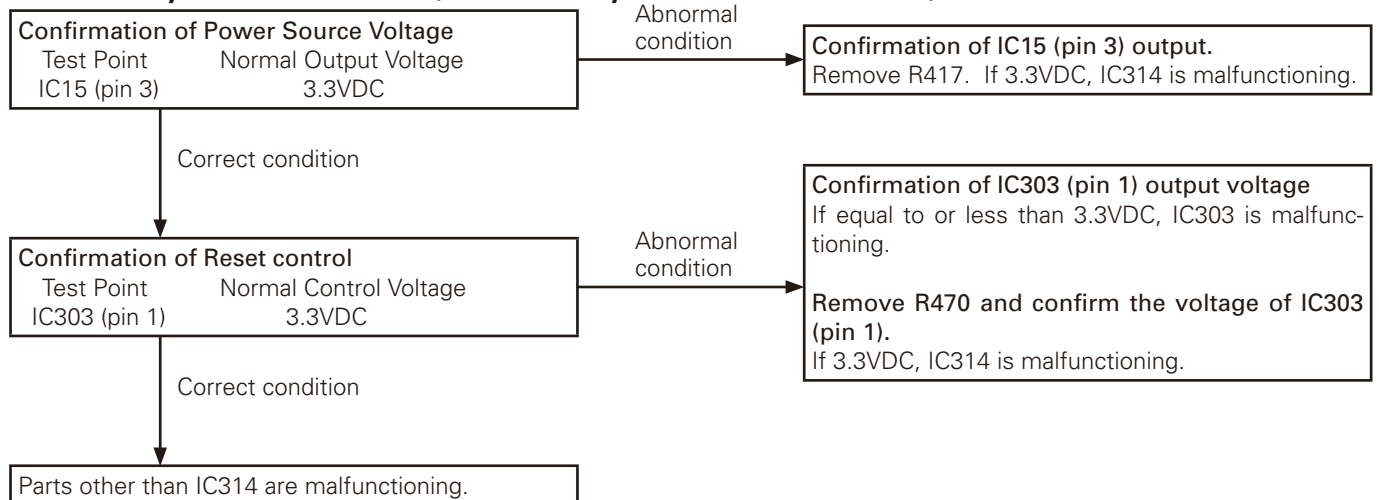 Confirmation of Power Source Voltage
Test Point Normal Output Voltage
IC15 (pin 3) 3.3VDC
Abnormal
condition
Confirmation of IC15 (pin 3) output.
Remove R417. If 3.3VDC, IC314 is malfunctioning.
Correct condition
Confirmation of Reset control
Test Point Normal Control Voltage
IC303 (pin 1) 3.3VDC
Abnormal
condition
Confirmation of IC303 (pin 1) output voltage
If equal to or less than 3.3VDC, IC303 is malfunc-
tioning.
Remove R470 and confirm the voltage of IC303
(pin 1).
If 3.3VDC, IC314 is malfunctioning.
Correct condition
Parts other than IC314 are malfunctioning.